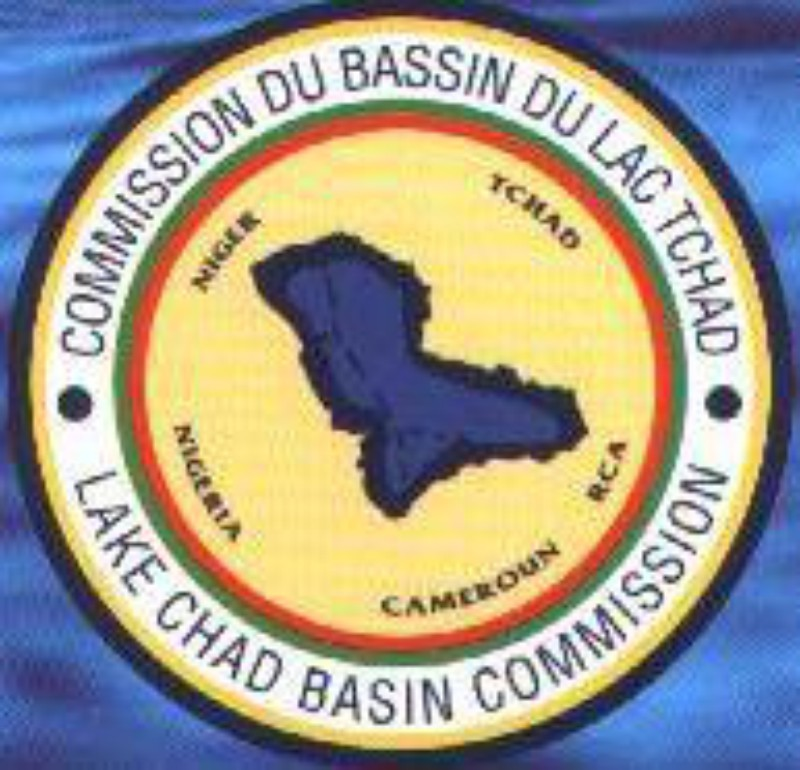 COMMISSION DU BASSIN DU LAC TCHAD
NIGER
TCHAD
NIGERIA
RCA
CAMEROUN
LAKE CHAD BASIN COMMISSION